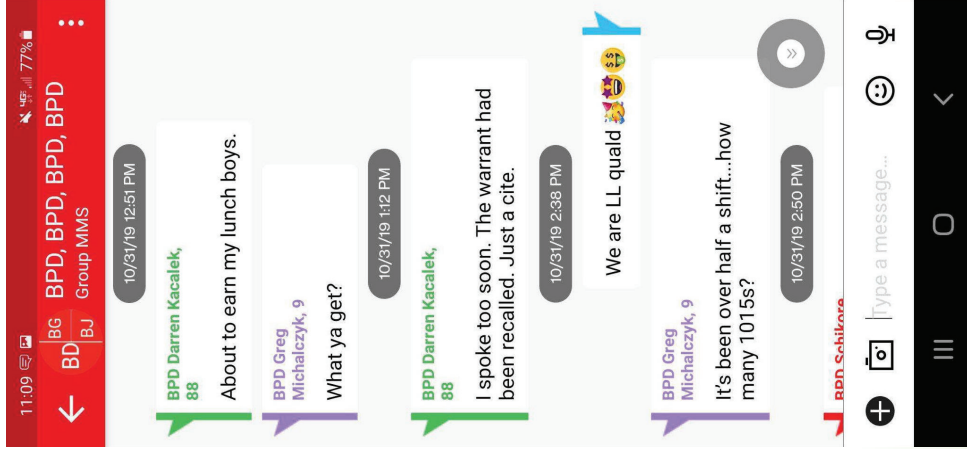 11:09
4GE 77%
BD BG BJ
BPD, BPD, BPD, BPD
Group MMS
10/31/19 12:51 PM
BPD Darren Kacalek,
88
About to earn my lunch boys.
BPD Greg
Michalczyk, 9
What ya get?
10/31/19 1:12 PM
BPD Darren Kacalek,
88
I spoke too soon. The warrant had
been recalled. Just a cite.
10/31/19 2:38 PM
We are LL quald 🥳🤩🤑
BPD Greg
Michalczyk, 9
It's been over half a shift...how
many 1015s?
10/31/19 2:50 PM
BPD Schikore
Type a message...